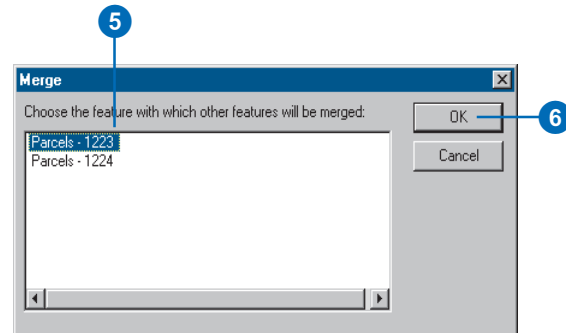 5
Merge
Choose the feature with which other features will be merged:
OK
6
Parcels - 1223
Cancel
Parcels - 1224